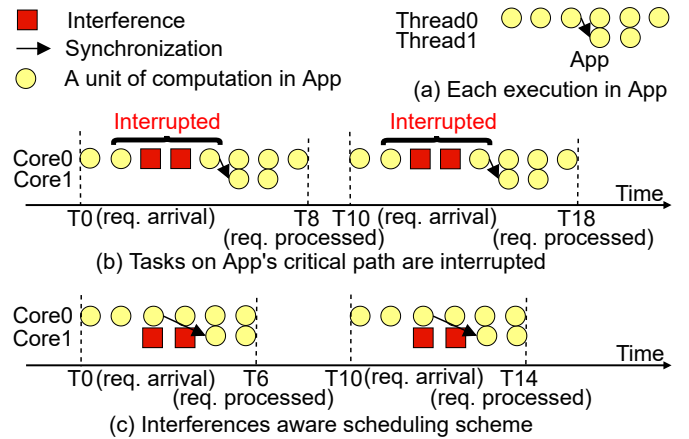 Interference
Synchronization
A unit of computation in App
Thread0
Thread1
App
(a) Each execution in App
Interrupted Interrupted
Core0
Core1
Time
T0 (req. arrival) T8 T10 (req. arrival) T18
(req. processed) (req. processed)
(b) Tasks on App's critical path are interrupted
Core0
Core1
Time
T0 (req. arrival) T6 T10 (req. arrival) T14
(req. processed) (req. processed)
(c) Interferences aware scheduling scheme